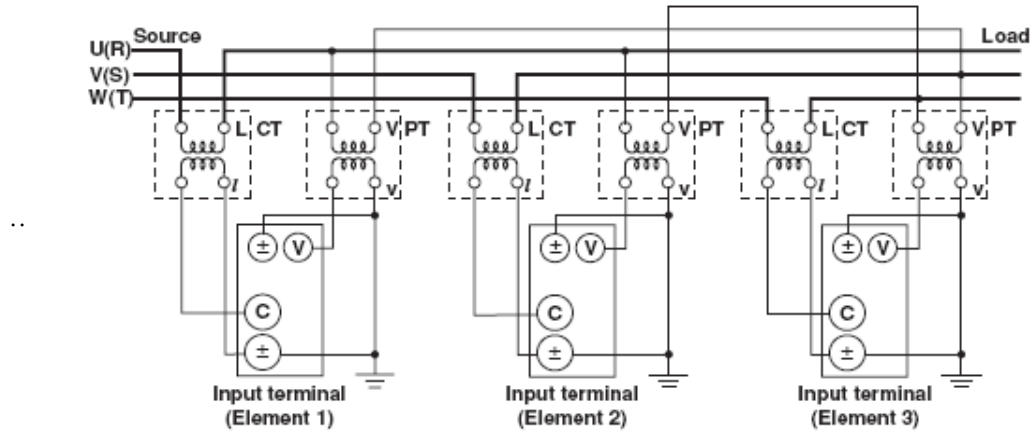 Source
Load
U(R)
V(S)
W(T)
L CT V PT L CT V PT L CT V PT
l v l v l v
..
± V ± V ± V
C C C
± ± ±
Input terminal Input terminal Input terminal
(Element 1) (Element 2) (Element 3)